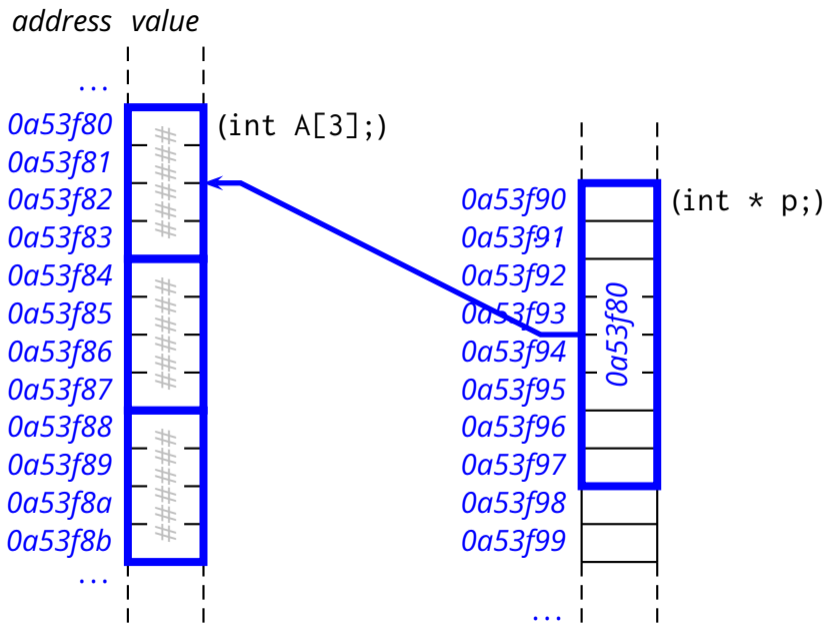 address value
...
0a53f80 (int A[3];)
0a53f81
0a53f82
0a53f83
0a53f84
0a53f85
0a53f86
0a53f87
0a53f88
0a53f89
0a53f8a
0a53f8b
...
######
######
######
0a53f90 (int * p;)
0a53f91
0a53f92
0a53f93
0a53f94
0a53f95
0a53f96
0a53f97
0a53f98
0a53f99
...
0a53f80